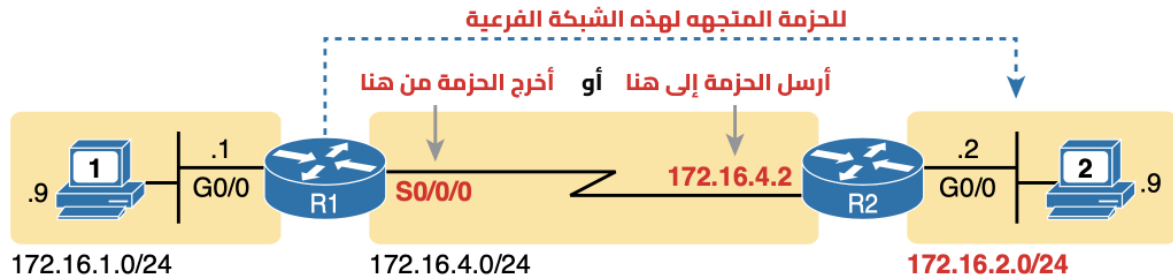 للحزمة المتجهه لهذه الشبكة الفرعية
أرسل الحزمة إلى هنا أو أخرج الحزمة من هنا
1
.9
.1
G0/0
R1
S0/0/0
172.16.4.2
R2
.2
G0/0
2
.9
172.16.1.0/24
172.16.4.0/24
172.16.2.0/24